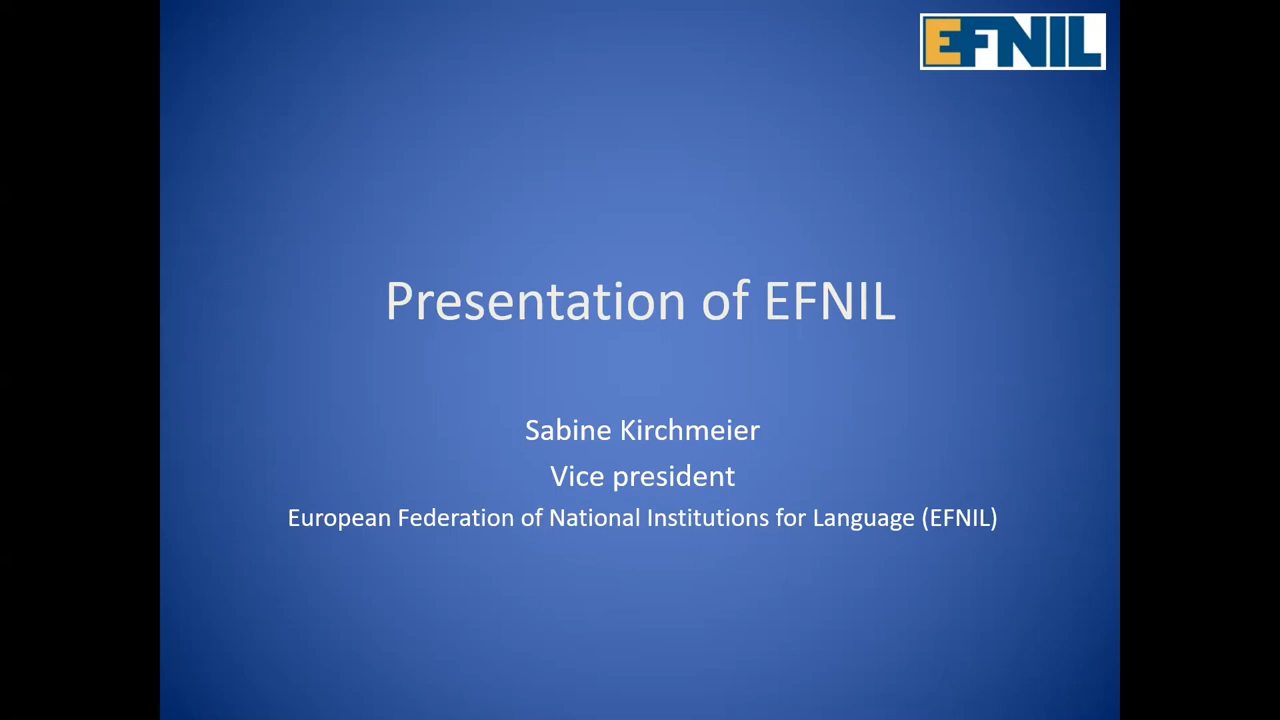 EFNIL
Presentation of EFNIL
Sabine Kirchmeier
Vice president
European Federation of National Institutions for Language (EFNIL)